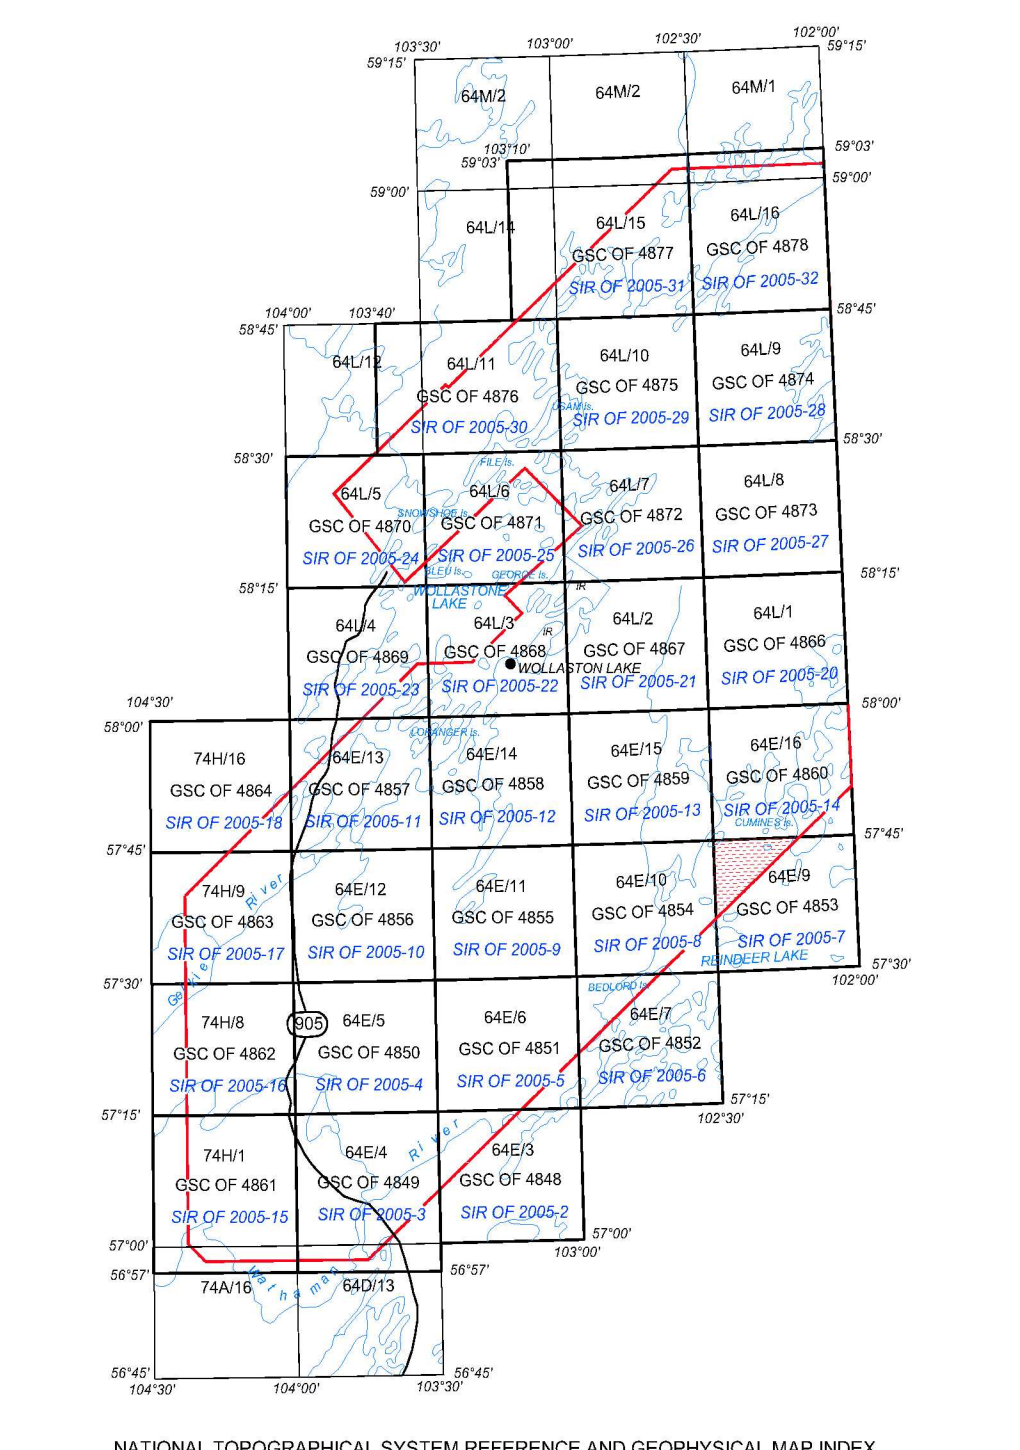 103°30' 103°00' 102°30' 102°00'
59°15' 59°15'
64M/2 64M/2 64M/1
103°10'
59°03' 59°03'
59°00' 59°00'
64L/14 64L/15 64L/16
GSC OF 4877 GSC OF 4878
SIR OF 2005-31 SIR OF 2005-32
104°00' 103°40'
58°45' 58°45'
64L/12 64L/11 64L/10 64L/9
GSC OF 4876 GSC OF 4875 GSC OF 4874
USAM Is.
SIR OF 2005-30 SIR OF 2005-29 SIR OF 2005-28
58°30' 58°30'
FILE Is.
64L/5 64L/6 64L/7 64L/8
SNOWSHOE Is.
GSC OF 4870 GSC OF 4871 GSC OF 4872 GSC OF 4873
SIR OF 2005-24 SIR OF 2005-25 SIR OF 2005-26 SIR OF 2005-27
BLEU Is. GEORGE Is.
58°15' 58°15'
WOLLASTONE
LAKE
IR
64L/4 64L/3 64L/2 64L/1
IR
GSC OF 4869 GSC OF 4868 GSC OF 4867 GSC OF 4866
WOLLASTON LAKE
SIR OF 2005-23 SIR OF 2005-22 SIR OF 2005-21 SIR OF 2005-20
104°30'
58°00' 58°00'
LORANGER Is.
74H/16 64E/13 64E/14 64E/15 64E/16
GSC OF 4864 GSC OF 4857 GSC OF 4858 GSC OF 4859 GSC OF 4860
SIR OF 2005-18 SIR OF 2005-11 SIR OF 2005-12 SIR OF 2005-13 SIR OF 2005-14
CUMINES Is.
57°45' 57°45'
74H/9 64E/12 64E/11 64E/10 64E/9
River
GSC OF 4863 GSC OF 4856 GSC OF 4855 GSC OF 4854 GSC OF 4853
SIR OF 2005-17 SIR OF 2005-10 SIR OF 2005-9 SIR OF 2005-8 SIR OF 2005-7
REINDEER LAKE
Geikie
57°30' 57°30'
102°00'
BEDLORD Is.
74H/8 905 64E/5 64E/6 64E/7
GSC OF 4862 GSC OF 4850 GSC OF 4851 GSC OF 4852
SIR OF 2005-16 SIR OF 2005-4 SIR OF 2005-5 SIR OF 2005-6
57°15' 57°15'
102°30'
River
74H/1 64E/4 64E/3
GSC OF 4861 GSC OF 4849 GSC OF 4848
SIR OF 2005-15 SIR OF 2005-3 SIR OF 2005-2
57°00' 57°00'
103°00'
56°57' 56°57'
Wathaman
74A/16 64D/13
56°45' 56°45'
104°30' 104°00' 103°30'
NATIONAL TOPOGRAPHICAL SYSTEM REFERENCE AND GEOPHYSICAL MAP INDEX